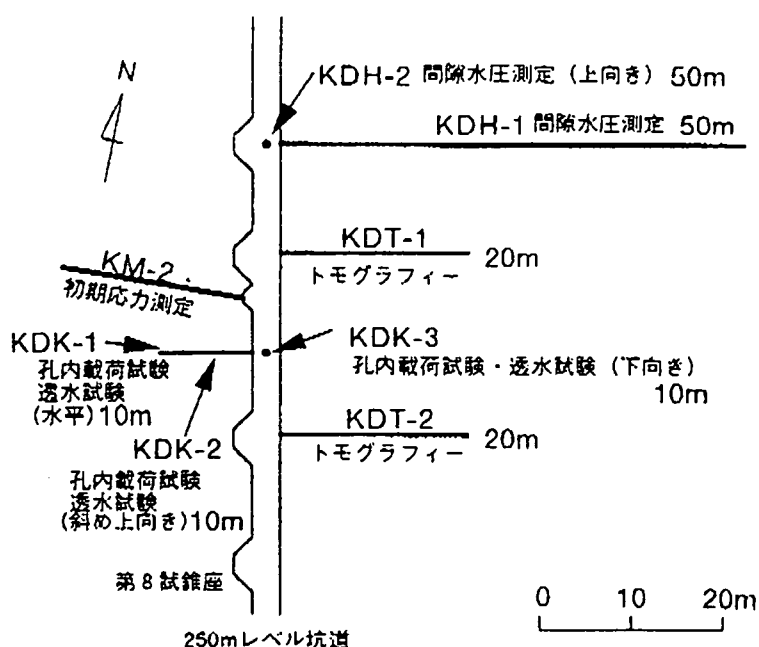 N
KDH-2 間隙水圧測定 (上向き) 50m
KDH-1 間隙水圧測定 50m
KDT-1
トモグラフィー 20m
KM-2
初期応力測定
KDK-1
孔内載荷試験
透水試験
(水平) 10m
KDK-3
孔内載荷試験・透水試験 (下向き)
10m
KDK-2
孔内載荷試験
透水試験
(斜め上向き) 10m
KDT-2
トモグラフィー 20m
第8試錐座
250mレベル坑道
0 10 20m